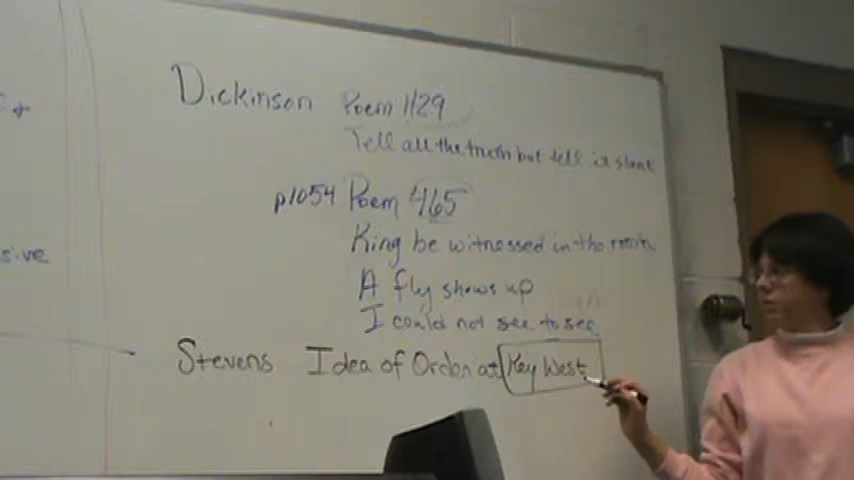 Dickinson Poem 1129
Tell all the truth but tell it slant
p1054 Poem 465
King be witnessed in the room
A fly shows up
I could not see to see
Stevens Idea of Order at Key West
sive